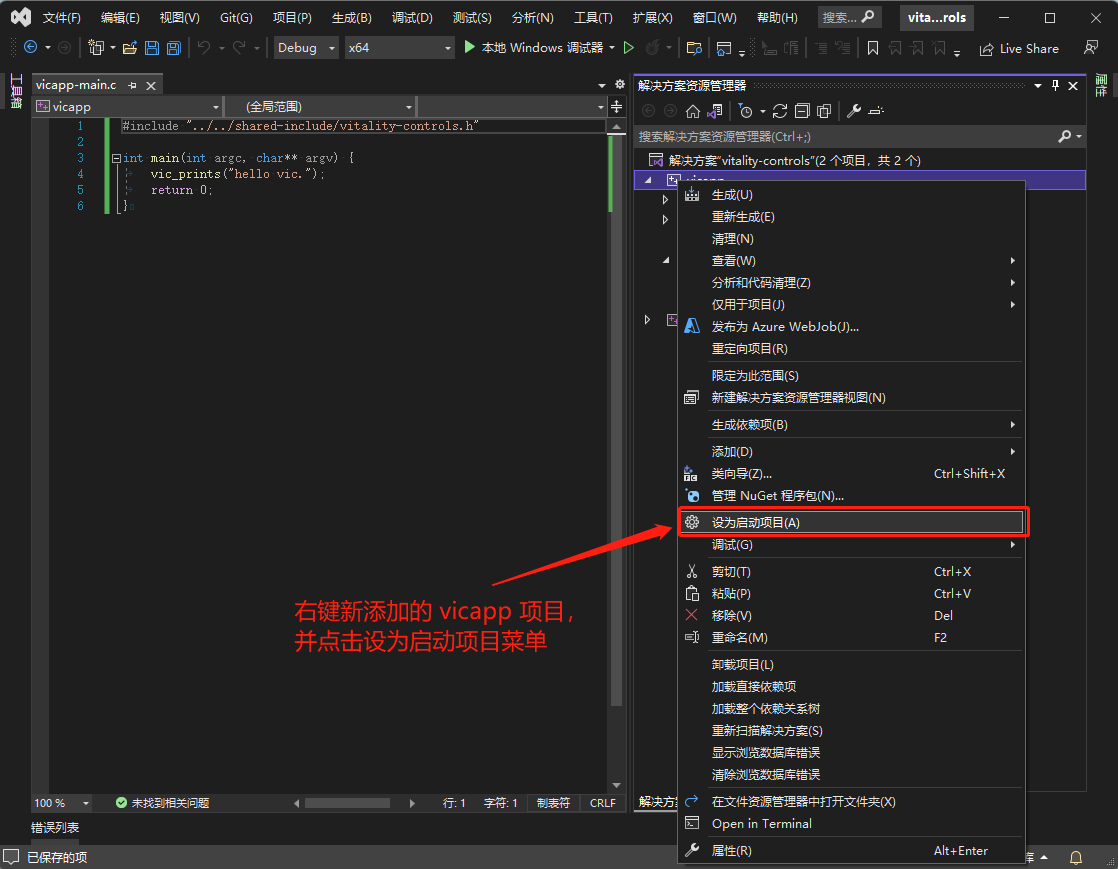 文件(F) 编辑(E) 视图(V) Git(G) 项目(P) 生成(B) 调试(D) 测试(S) 分析(N) 工具(T) 扩展(X) 窗口(W) 帮助(H) 搜索... vita...rols
Debug x64 本地 Windows 调试器 Live Share
工具箱
vicapp-main.c
vicapp (全局范围)
1 #include "../../shared-include/vitality-controls.h"
2
3 int main(int argc, char** argv) {
4 vic_prints("hello vic.");
5 return 0;
6 }
右键新添加的 vicapp 项目，
并点击设为启动项目菜单
100 % 未找到相关问题 行: 1 字符: 1 制表符 CRLF
错误列表
已保存的项
解决方案资源管理器
属性
搜索解决方案资源管理器(Ctrl+;)
解决方案"vitality-controls"(2 个项目，共 2 个)
vicapp
生成(U)
重新生成(E)
清理(N)
查看(W)
分析和代码清理(Z)
仅用于项目(J)
发布为 Azure WebJob(J)...
重定向项目(R)
限定为此范围(S)
新建解决方案资源管理器视图(N)
生成依赖项(B)
添加(D)
类向导(Z)... Ctrl+Shift+X
管理 NuGet 程序包(N)...
设为启动项目(A)
调试(G)
剪切(T) Ctrl+X
粘贴(P) Ctrl+V
移除(V) Del
重命名(M) F2
卸载项目(L)
加载直接依赖项
加载整个依赖关系树
重新扫描解决方案(S)
显示浏览数据库错误
清除浏览数据库错误
在文件资源管理器中打开文件夹(X)
Open in Terminal
属性(R) Alt+Enter
解决方
库